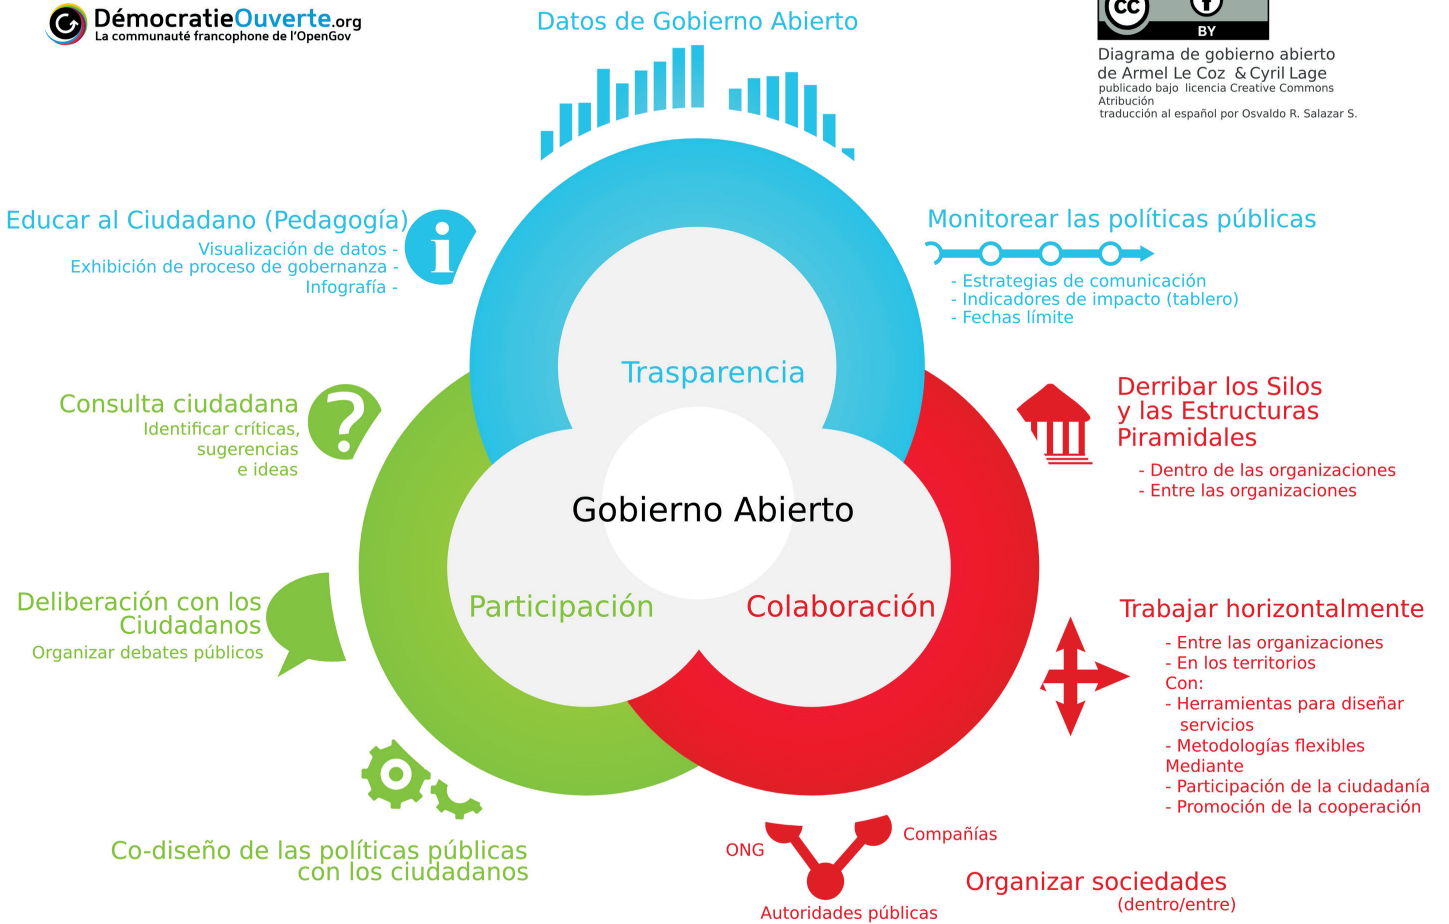 DémocratieOuverte.org
La communauté francophone de l'OpenGov
Datos de Gobierno Abierto
cc
BY
Diagrama de gobierno abierto
de Armel Le Coz & Cyril Lage
publicado bajo licencia Creative Commons
Atribución
traducción al español por Osvaldo R. Salazar S.
Educar al Ciudadano (Pedagogía)
Visualización de datos -
Exhibición de proceso de gobernanza -
Infografía -
i
Monitorear las políticas públicas
- Estrategias de comunicación
- Indicadores de impacto (tablero)
- Fechas límite
Trasparencia
Consulta ciudadana
Identificar críticas,
sugerencias
e ideas
?
Derribar los Silos
y las Estructuras
Piramidales
- Dentro de las organizaciones
- Entre las organizaciones
Gobierno Abierto
Participación
Colaboración
Deliberación con los
Ciudadanos
Organizar debates públicos
Trabajar horizontalmente
- Entre las organizaciones
- En los territorios
Con:
- Herramientas para diseñar
servicios
- Metodologías flexibles
Mediante
- Participación de la ciudadanía
- Promoción de la cooperación
Co-diseño de las políticas públicas
con los ciudadanos
ONG
Compañías
Autoridades públicas
Organizar sociedades
(dentro/entre)